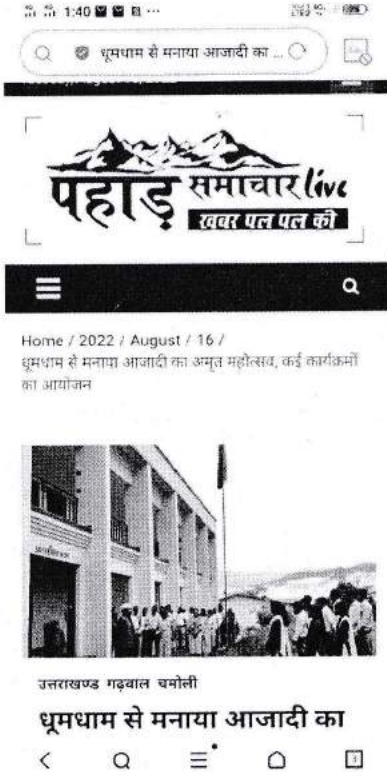 1:40
धूमधाम से मनाया आजादी का ...
पहाड़ समाचार live
खबर पल पल की
Home / 2022 / August / 16 /
धूमधाम से मनाया आजादी का अमृत महोत्सव, कई कार्यक्रमों
का आयोजन
उत्तराखण्ड गढ़वाल चमोली
धूमधाम से मनाया आजादी का
3